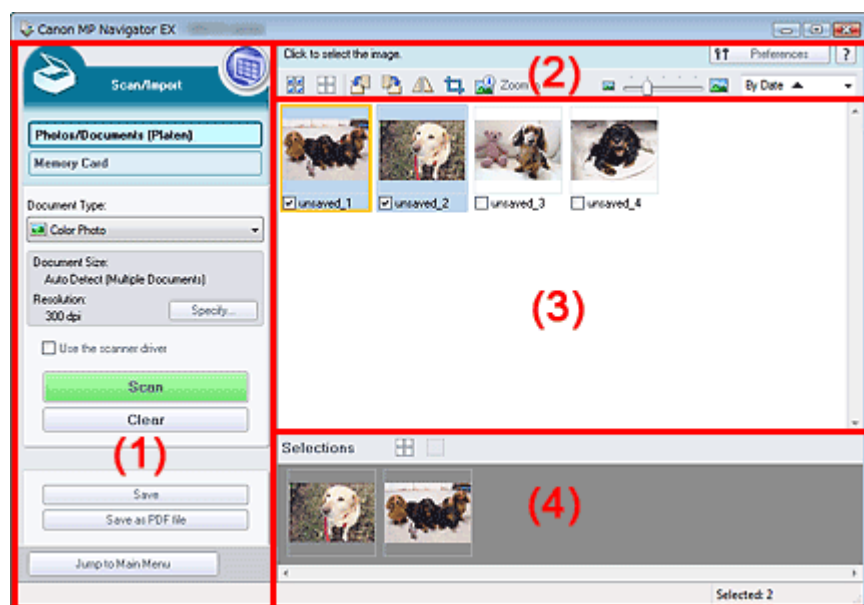 Canon MP Navigator EX
Scan/Import
Photos/Documents (Platen)
Memory Card
Document Type:
Color Photo
Document Size:
Auto Detect (Multiple Documents)
Resolution:
300 dpi
Specify...
Use the scanner driver
Scan
Clear
(1)
Save
Save as PDF file
Jump to Main Menu
Click to select the image.
Preferences
?
(2)
By Date
unsaved_1
unsaved_2
unsaved_3
unsaved_4
(3)
Selections
(4)
Selected: 2